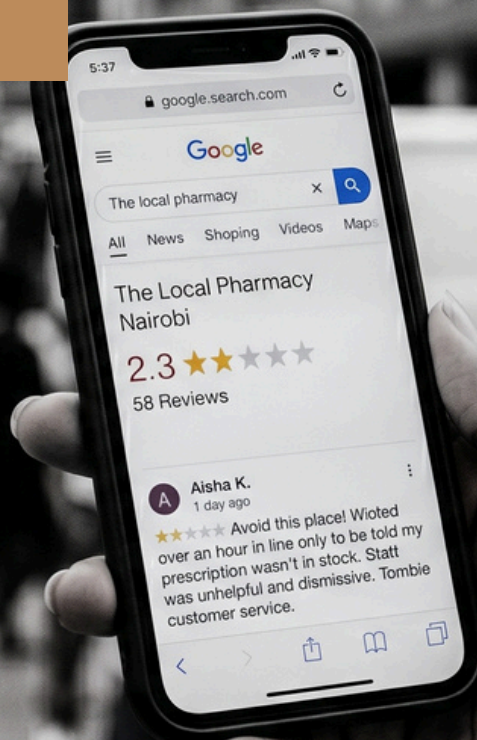 5:37
google.search.com
Google
The local pharmacy
All News Shoping Videos Maps
The Local Pharmacy
Nairobi
2.3
58 Reviews
A
Aisha K.
1 day ago
Avoid this place! Wioted
over an hour in line only to be told my
prescription wasn't in stock. Statt
was unhelpful and dismissive. Tombie
customer service.